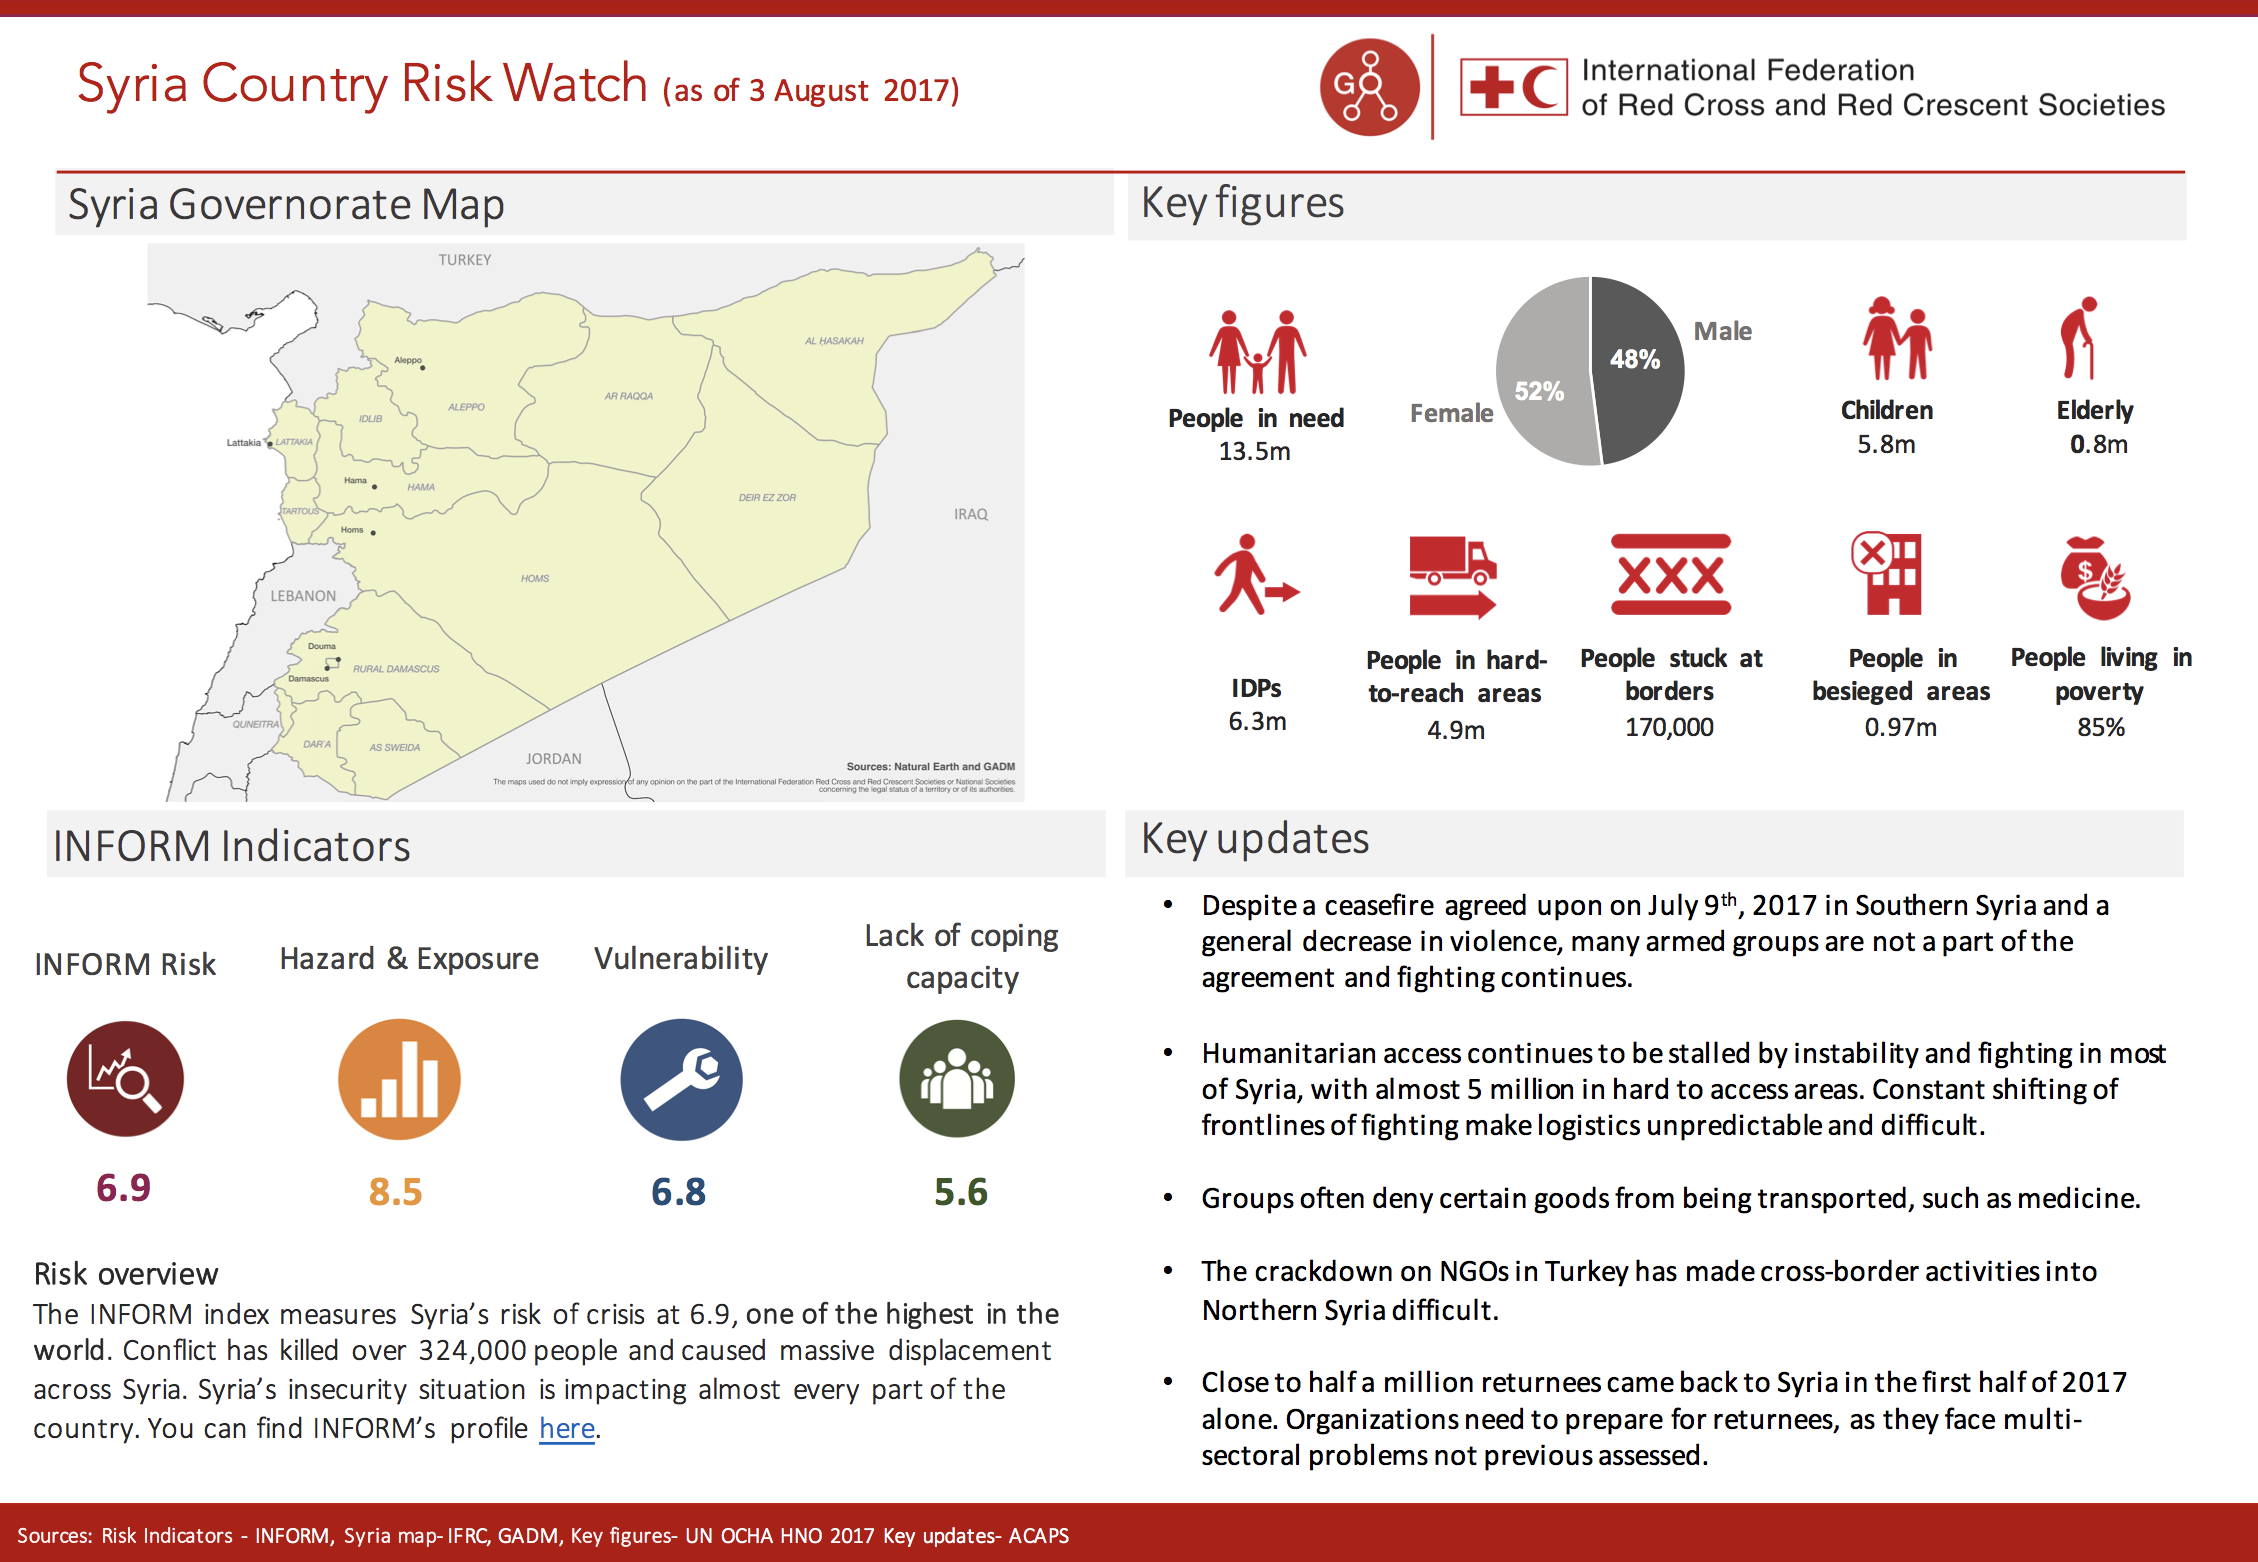 Syria Country Risk Watch (as of 3 August 2017)
G
International Federation
of Red Cross and Red Crescent Societies
Syria Governorate Map
TURKEY
AL HASAKAH
Aleppo
AR RAQQA
ALEPPO
IDLIB
Lattakia
LATTAKIA
Hama
HAMA
DEIR EZ ZOR
TARTOUS
IRAQ
Homs
HOMS
LEBANON
Douma
RURAL DAMASCUS
Damascus
QUNEITRA
DAR'A
AS SWEIDA
JORDAN
Sources: Natural Earth and GADM
The maps used do not imply expression of any opinion on the part of the International Federation Red Cross and Red Crescent Societies or National Societies
concerning the legal status of a territory or of its authorities.
Key figures
People in need
13.5m
Male
48%
52%
Female
Children
5.8m
Elderly
0.8m
XXX
$
IDPs
6.3m
People in hard-
to-reach areas
4.9m
People stuck at
borders
170,000
People in
besieged areas
0.97m
People living in
poverty
85%
INFORM Indicators
INFORM Risk
Hazard & Exposure
Vulnerability
Lack of coping
capacity
6.9
8.5
6.8
5.6
Risk overview
The INFORM index measures Syria's risk of crisis at 6.9, one of the highest in the
world. Conflict has killed over 324,000 people and caused massive displacement
across Syria. Syria's insecurity situation is impacting almost every part of the
country. You can find INFORM's profile here.
Key updates
• Despite a ceasefire agreed upon on July 9th, 2017 in Southern Syria and a
general decrease in violence, many armed groups are not a part of the
agreement and fighting continues.
• Humanitarian access continues to be stalled by instability and fighting in most
of Syria, with almost 5 million in hard to access areas. Constant shifting of
frontlines of fighting make logistics unpredictable and difficult.
• Groups often deny certain goods from being transported, such as medicine.
• The crackdown on NGOs in Turkey has made cross-border activities into
Northern Syria difficult.
• Close to half a million returnees came back to Syria in the first half of 2017
alone. Organizations need to prepare for returnees, as they face multi-
sectoral problems not previous assessed.
Sources: Risk Indicators - INFORM, Syria map- IFRC, GADM, Key figures- UN OCHA HNO 2017 Key updates- ACAPS